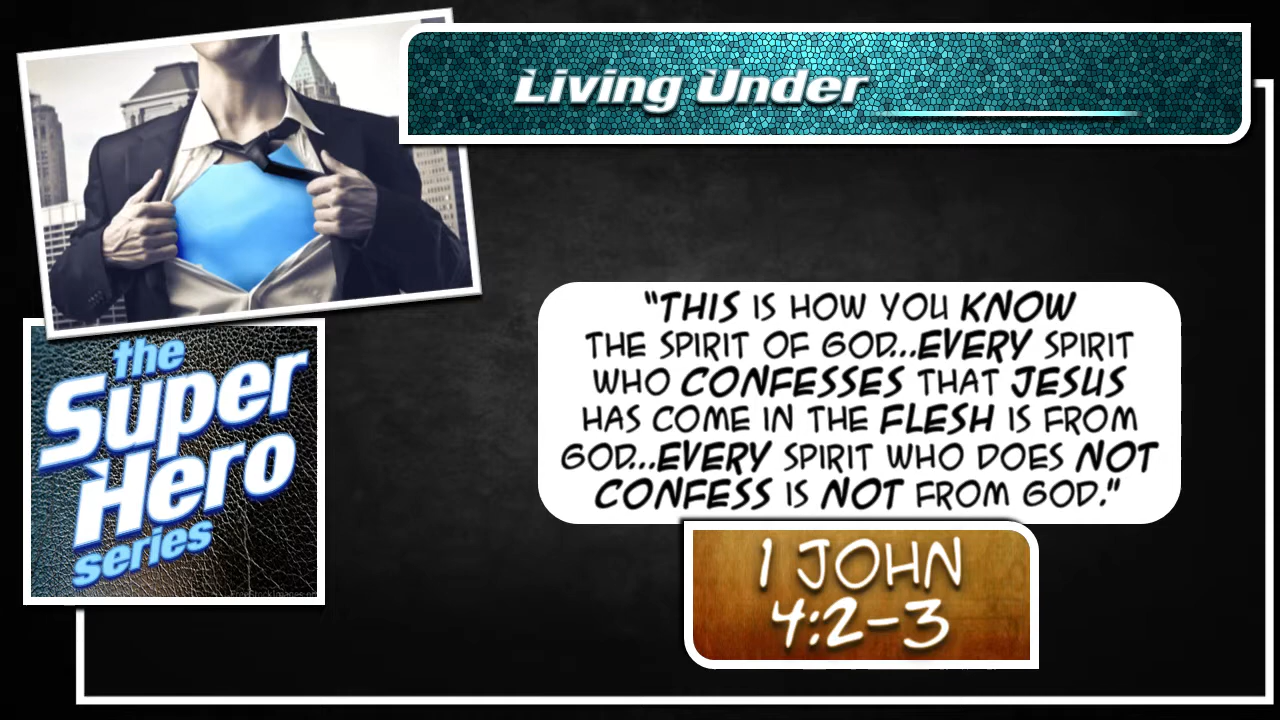 Living Under
the
Super
Hero
series
"THIS IS HOW YOU KNOW
THE SPIRIT OF GOD...EVERY SPIRIT
WHO CONFESSES THAT JESUS
HAS COME IN THE FLESH IS FROM
GOD...EVERY SPIRIT WHO DOES NOT
CONFESS IS NOT FROM GOD."
1 JOHN
4:2-3